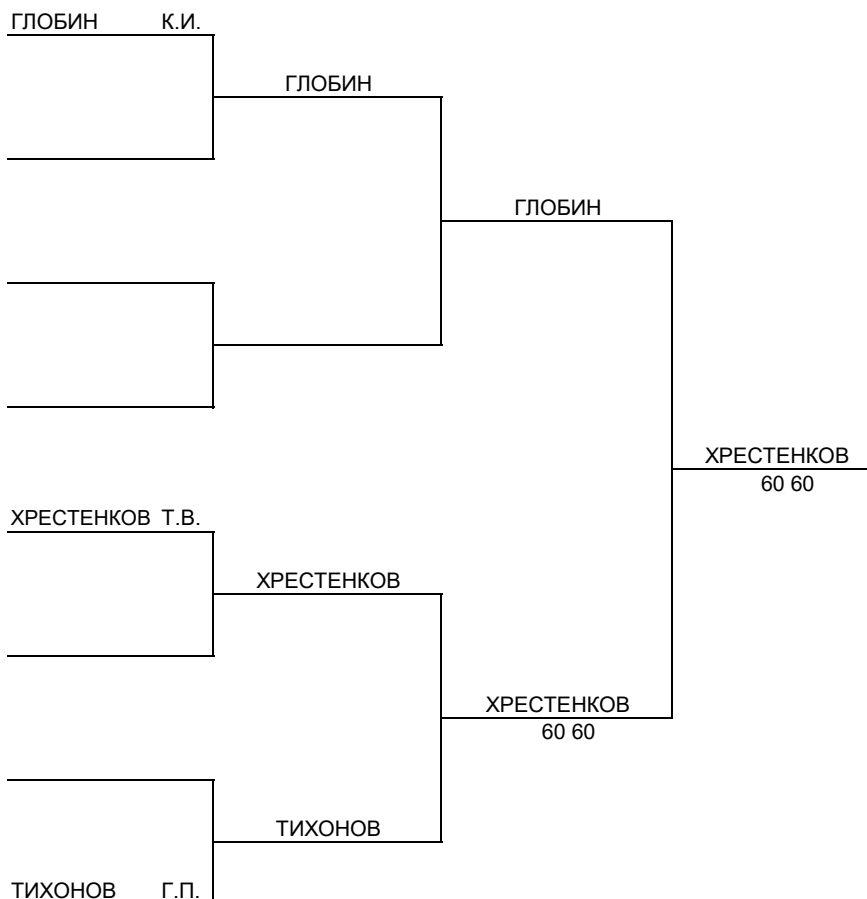 ГЛОБИН К.И.
ГЛОБИН
ГЛОБИН
ХРЕСТЕНКОВ
60 60
ХРЕСТЕНКОВ Т.В.
ХРЕСТЕНКОВ
ХРЕСТЕНКОВ
60 60
ТИХОНОВ
ТИХОНОВ Г.П.